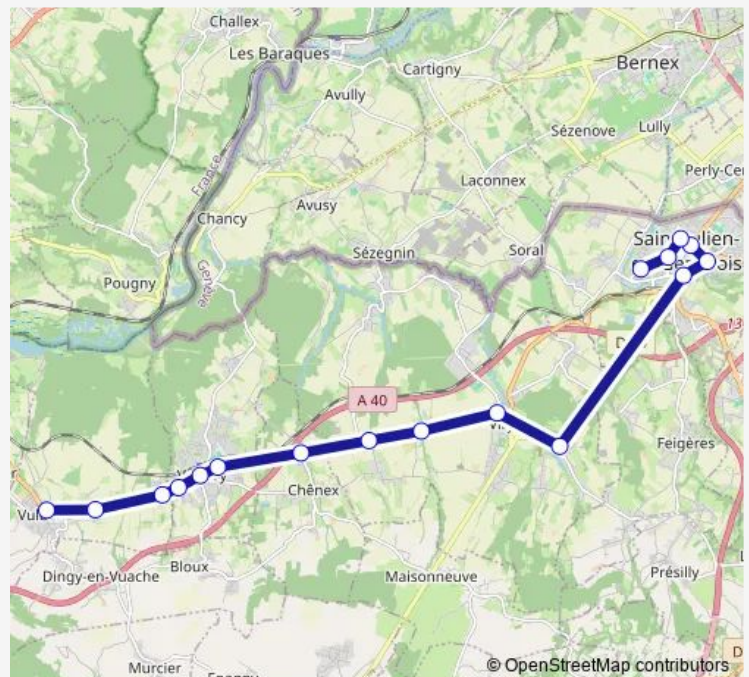 Challex
Les Baraques
Cartigny
Bernex
Avully
Sézenove
Lully
France
Laconnex
Perly-Cer
Chancy
Avusy
Genève
Sézegnin
Soral
Pougny
13
A 40
Feigères
Chênex
Dingy-en-Vuache
Bloux
Maisonneuve
Présilly
Murcier
D
© OpenStreetMap contributors